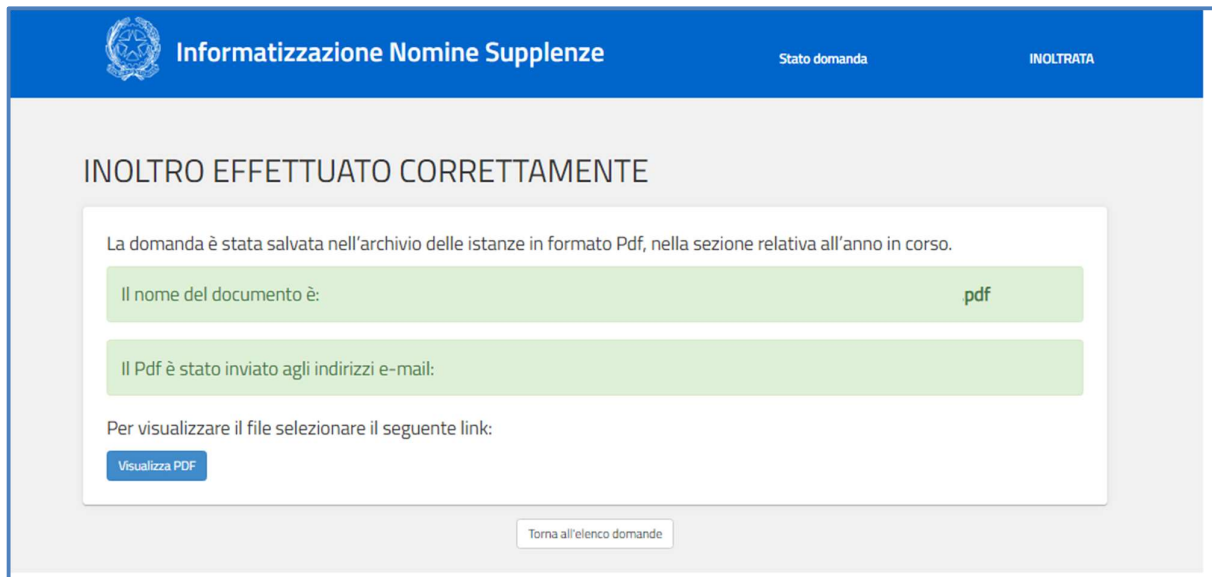 Informatizzazione Nomine Supplenze
Stato domanda
INOLTRATA
INOLTRO EFFETTUATO CORRETTAMENTE
La domanda è stata salvata nell'archivio delle istanze in formato Pdf, nella sezione relativa all'anno in corso.
Il nome del documento è: .pdf
Il Pdf è stato inviato agli indirizzi e-mail:
Per visualizzare il file selezionare il seguente link:
Visualizza PDF
Torna all'elenco domande